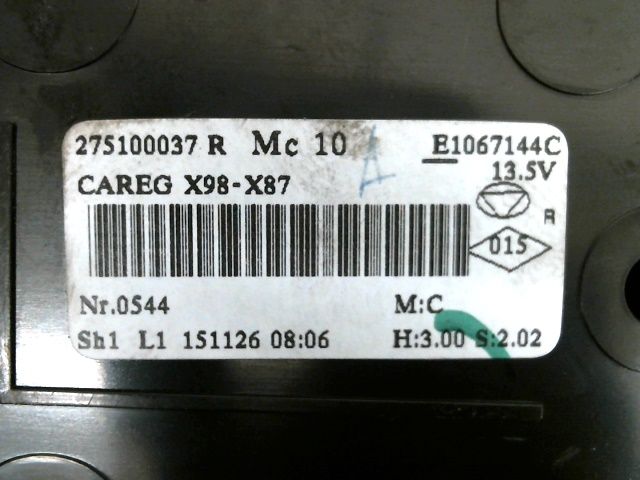 275100037 R Mc 10 E1067144C
CAREG X98-X87 13.5V
A
R
015
Nr.0544 M:C
Sh1 L1 151126 08:06 H:3.00 S:2.02